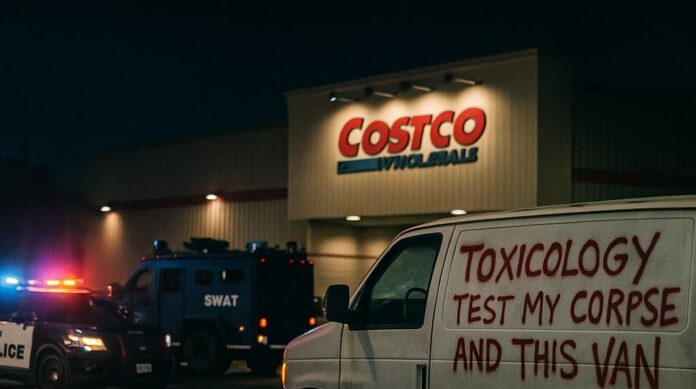 COSTCO
SWAT
LICE
TOXICOLOGY
TEST MY CORPSE
AND THIS VAN